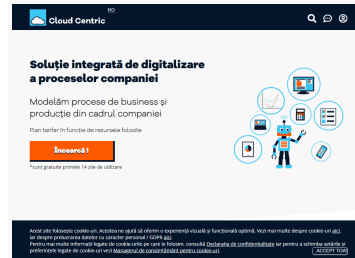 RO
Cloud Centric
Soluție integrată de digitalizare
a proceselor companiei
Modelăm procese de business și
producție din cadrul companiei
Plan tarifar în funcție de resursele folosite
Încearcă !
*sunt gratuite primele 14 zile de utilizare
Acest site folosește cookie-uri. Acestea ne ajută să oferim o experiență vizuală și funcțională optimă. Vezi mai multe despre cookie-uri aici,
iar despre prelucrarea datelor cu caracter personal / GDPR aici.
Pentru mai multe informații legate de cookie-urile pe care le folosim, consultă Declarația de confidențialitate iar pentru a schimba setările și
preferințele legate de cookie-uri vezi Managerul de consimțământ pentru cookie-uri.
ACCEPT TOATE